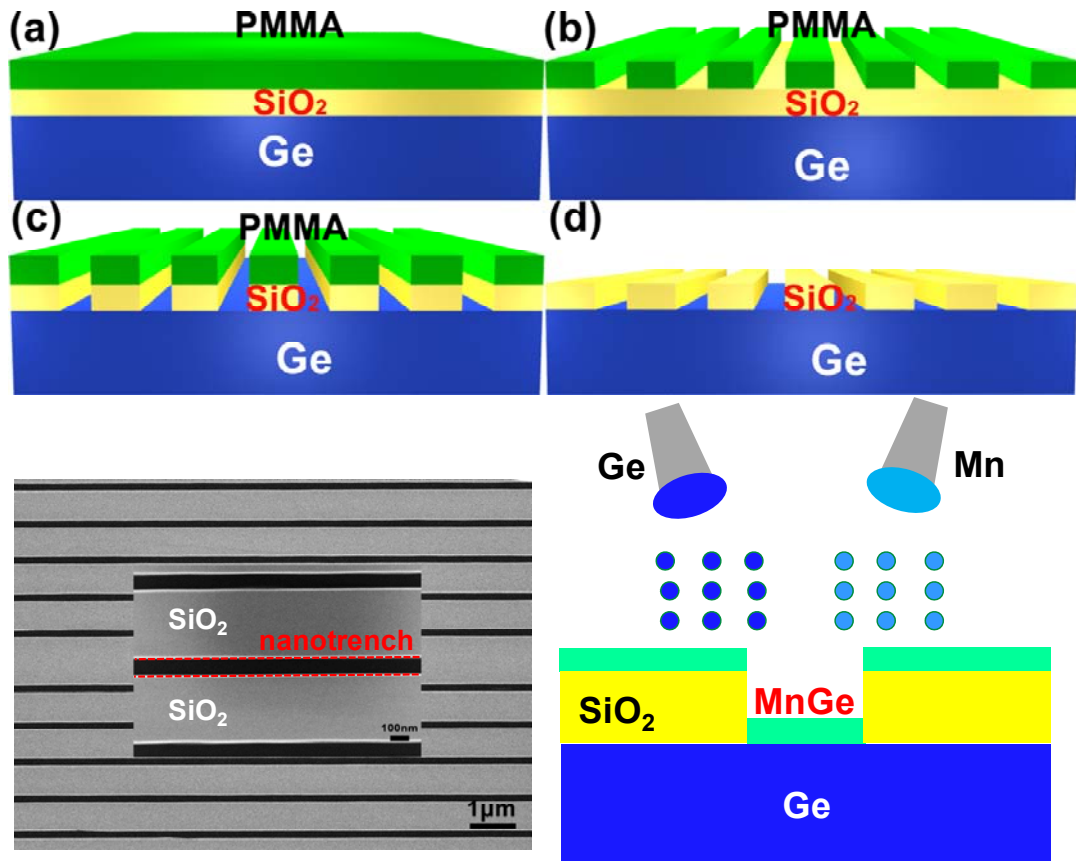 (a)
PMMA
SiO₂
Ge
(b)
PMMA
SiO₂
Ge
(c)
PMMA
SiO₂
Ge
(d)
SiO₂
Ge
SiO₂
nanotrench
SiO₂
100nm
1μm
Ge
Mn
MnGe
SiO₂
Ge